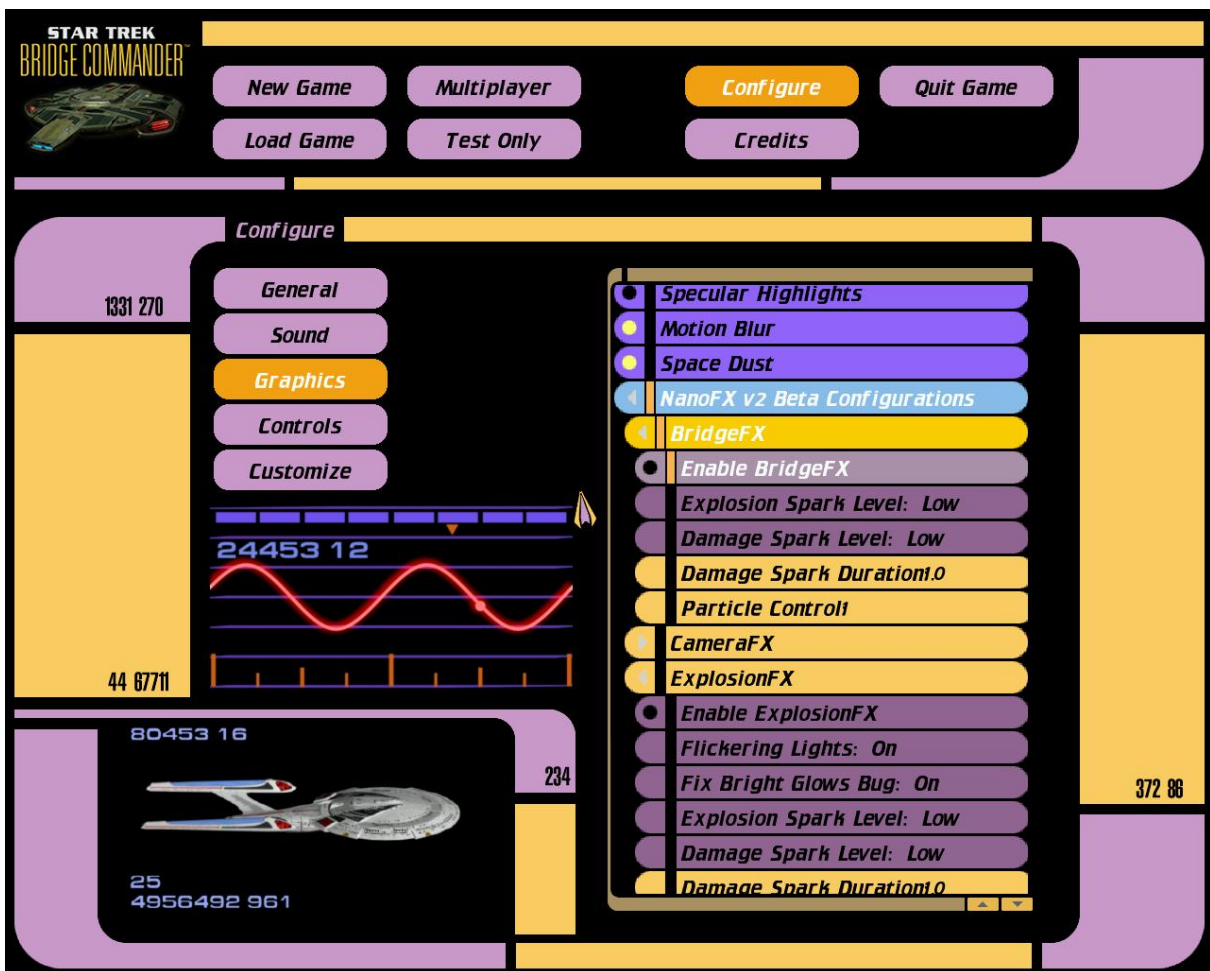 STAR TREK
BRIDGE COMMANDER™
New Game
Multiplayer
Configure
Quit Game
Load Game
Test Only
Credits
Configure
1331 270
General
Sound
Graphics
Controls
Customize
24453 12
44 67711
80453 16
234
25
4956492 961
Specular Highlights
Motion Blur
Space Dust
NanoFX v2 Beta Configurations
BridgeFX
Enable BridgeFX
Explosion Spark Level: Low
Damage Spark Level: Low
Damage Spark Duration1.0
Particle Control1
CameraFX
ExplosionFX
Enable ExplosionFX
Flickering Lights: On
Fix Bright Glows Bug: On
Explosion Spark Level: Low
Damage Spark Level: Low
Damage Spark Duration1.0
372 86